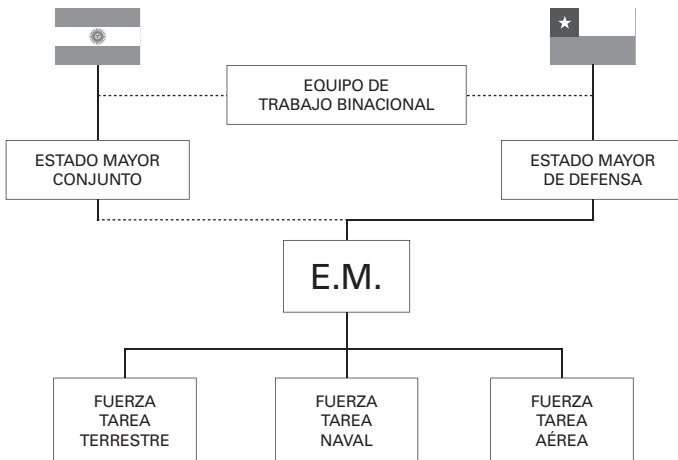 EQUIPO DE
TRABAJO BINACIONAL
ESTADO MAYOR
CONJUNTO
ESTADO MAYOR
DE DEFENSA
E.M.
FUERZA
TAREA
TERRESTRE
FUERZA
TAREA
NAVAL
FUERZA
TAREA
AÉREA